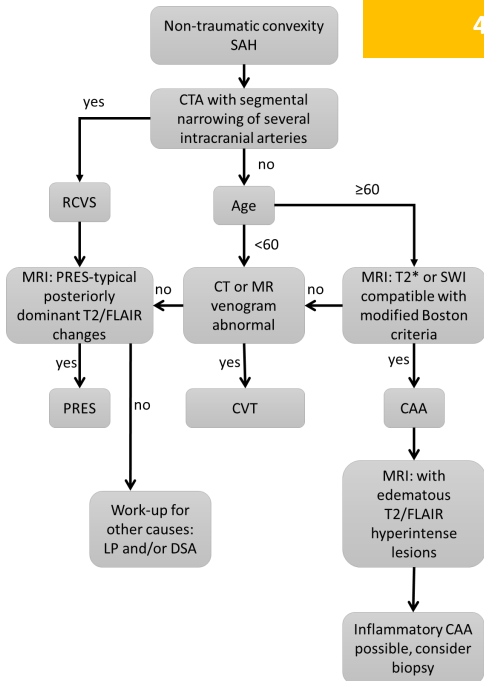 4
Non-traumatic convexity
SAH
yes
CTA with segmental
narrowing of several
intracranial arteries
no
RCVS
Age
≥60
<60
MRI: PRES-typical
posteriorly
dominant T2/FLAIR
changes
no
CT or MR
venogram
abnormal
no
MRI: T2* or SWI
compatible with
modified Boston
criteria
yes
no
yes
yes
PRES
CVT
CAA
Work-up for
other causes:
LP and/or DSA
MRI: with
edematous
T2/FLAIR
hyperintense
lesions
Inflammatory CAA
possible, consider
biopsy